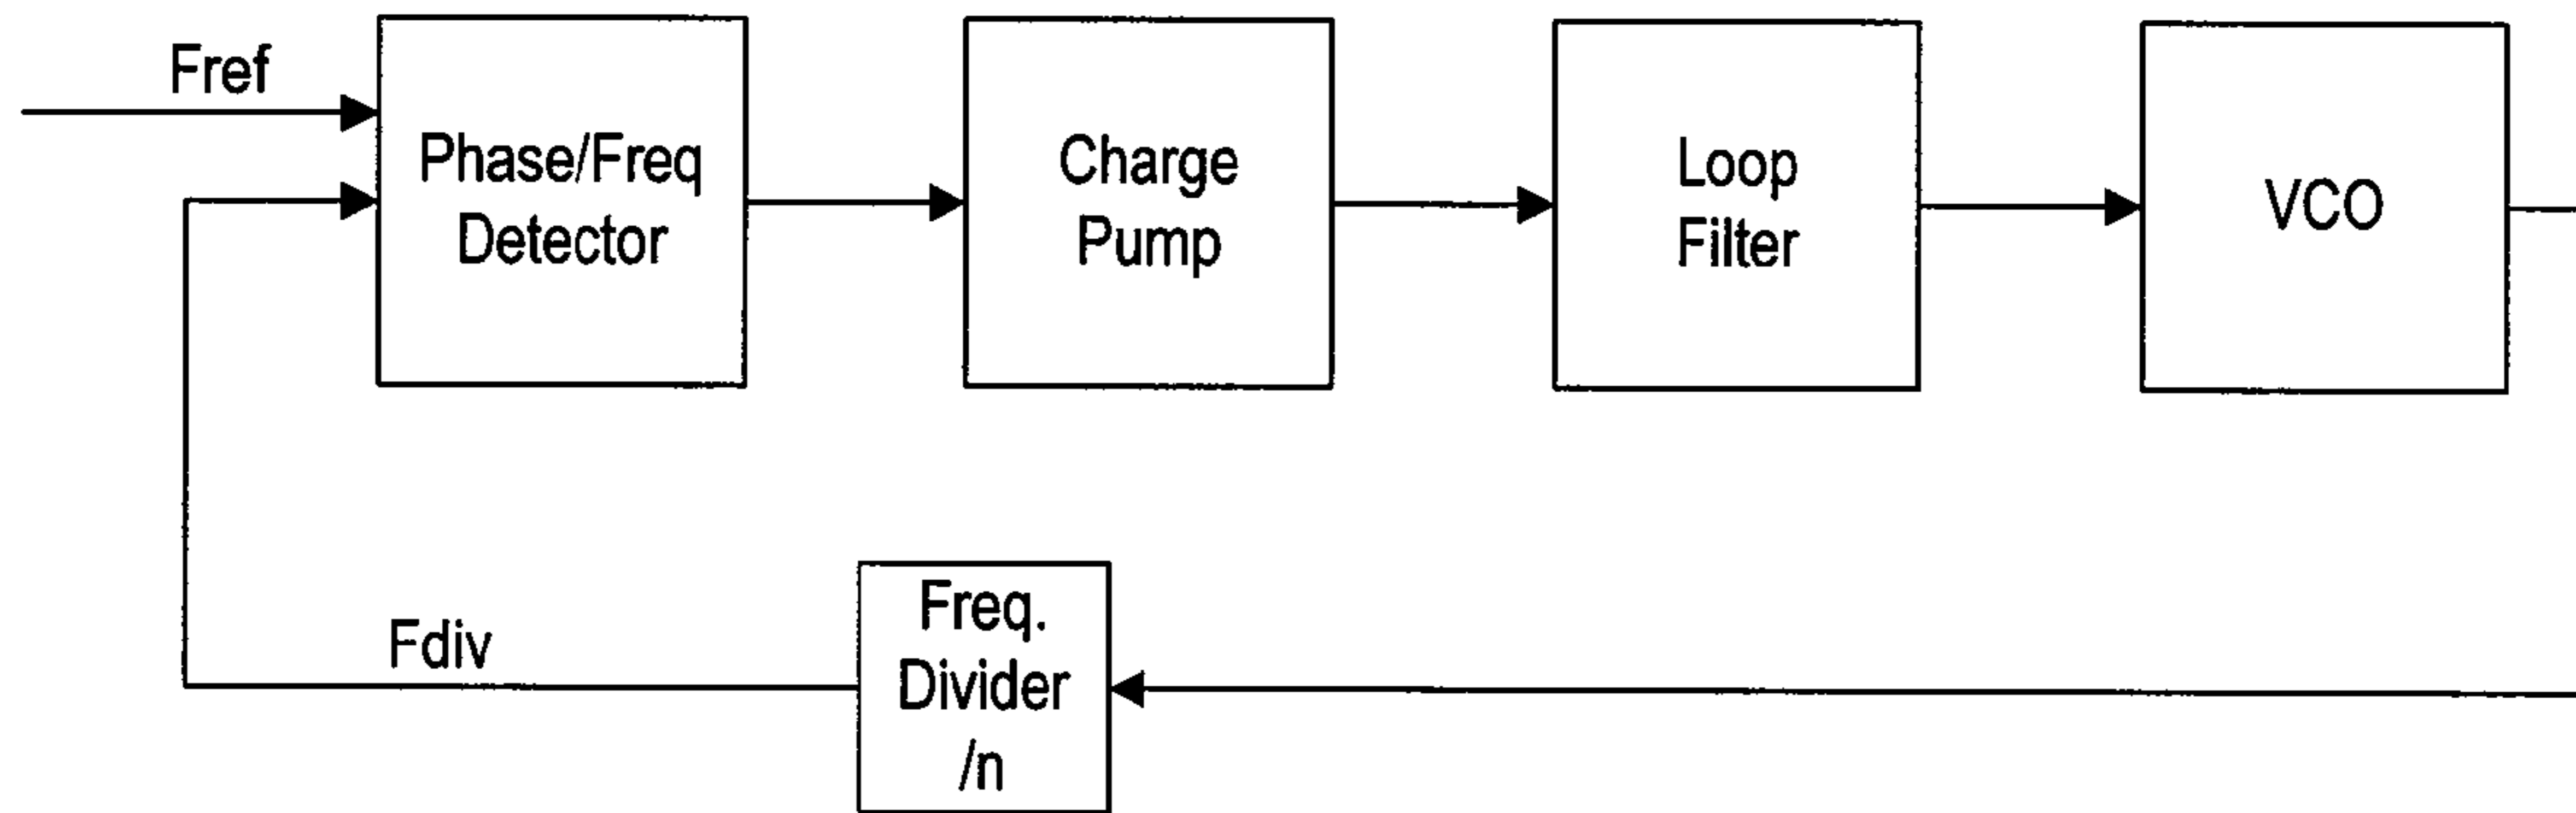 Fref
Phase/Freq
Detector
Charge
Pump
Loop
Filter
VCO
Fdiv
Freq.
Divider
/n